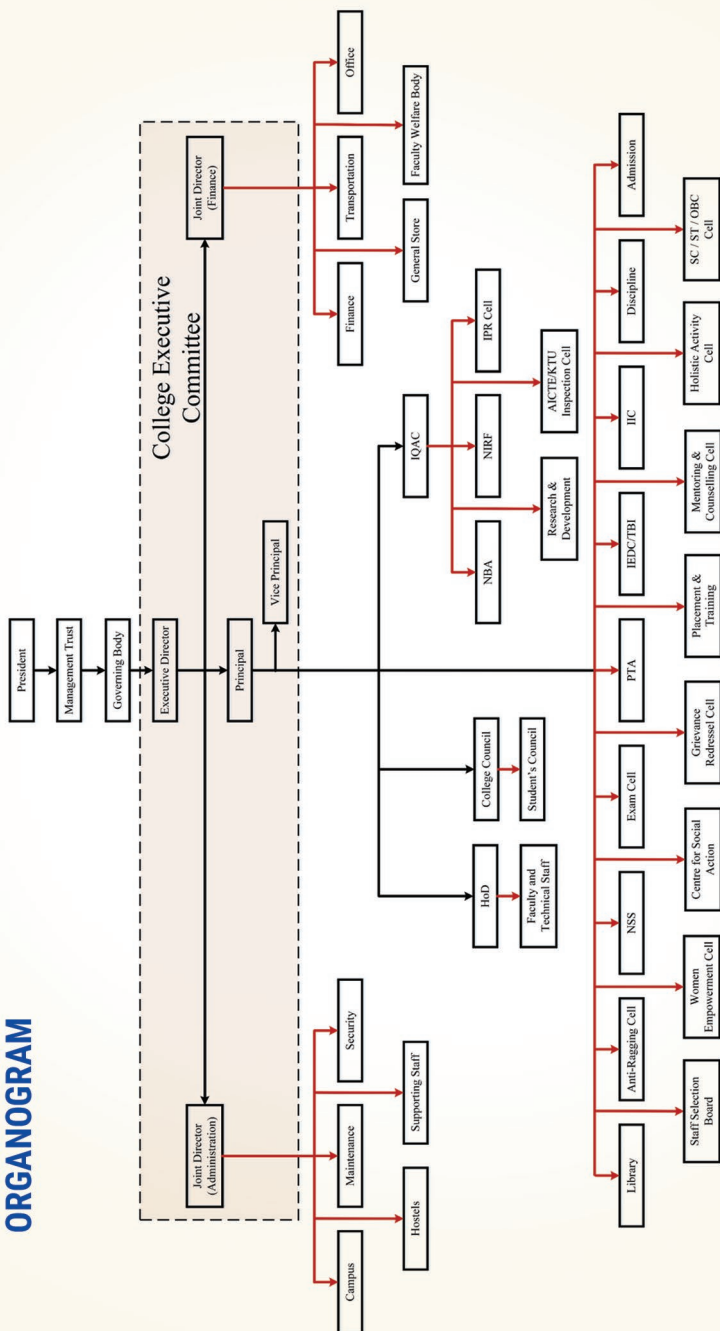 ORGANOGRAM
President
Management Trust
Governing Body
College Executive
Committee
Executive Director
Joint Director
(Administration)
Joint Director
(Finance)
Principal
Vice Principal
Campus
Maintenance
Security
Hostels
Supporting Staff
Finance
Transportation
Office
General Store
Faculty Welfare Body
HoD
College Council
Faculty and
Technical Staff
Student's Council
IQAC
NBA
NIRF
IPR Cell
Research &
Development
AICTE/KTU
Inspection Cell
Library
Anti-Ragging Cell
NSS
Exam Cell
PTA
IEDC/TBI
IIC
Discipline
Admission
Staff Selection
Board
Women
Empowerment Cell
Centre for Social
Action
Grievance
Redressel Cell
Placement &
Training
Mentoring &
Counselling Cell
Holistic Activity
Cell
SC / ST / OBC
Cell